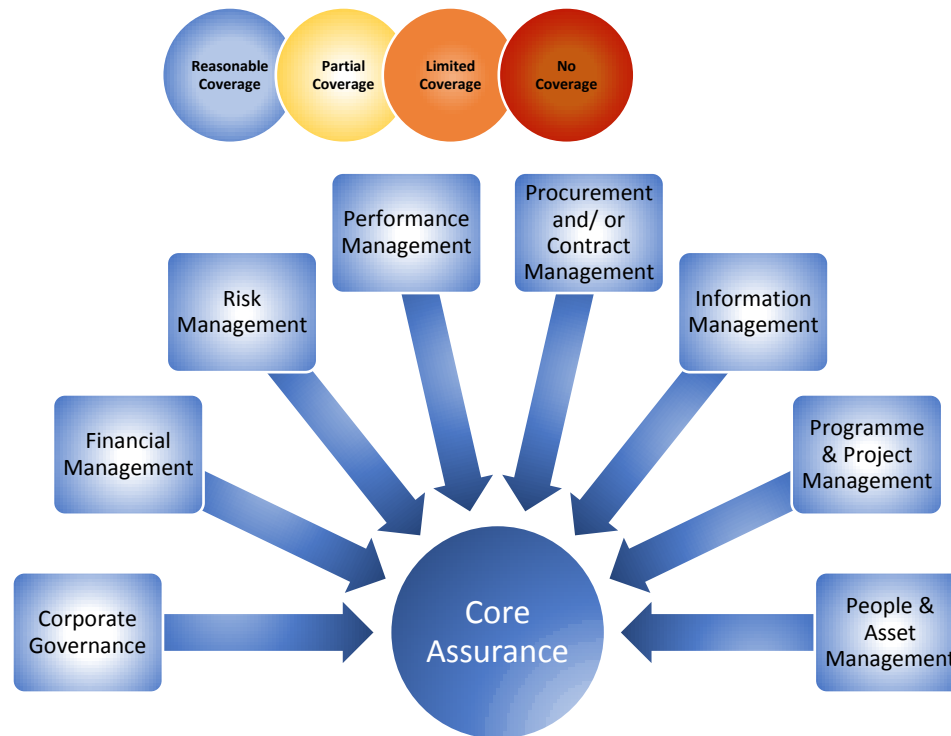 Reasonable
Coverage
Partial
Coverage
Limited
Coverage
No
Coverage
Performance
Management
Procurement
and/ or
Contract
Management
Risk
Management
Information
Management
Financial
Management
Programme
& Project
Management
Corporate
Governance
Core
Assurance
People &
Asset
Management